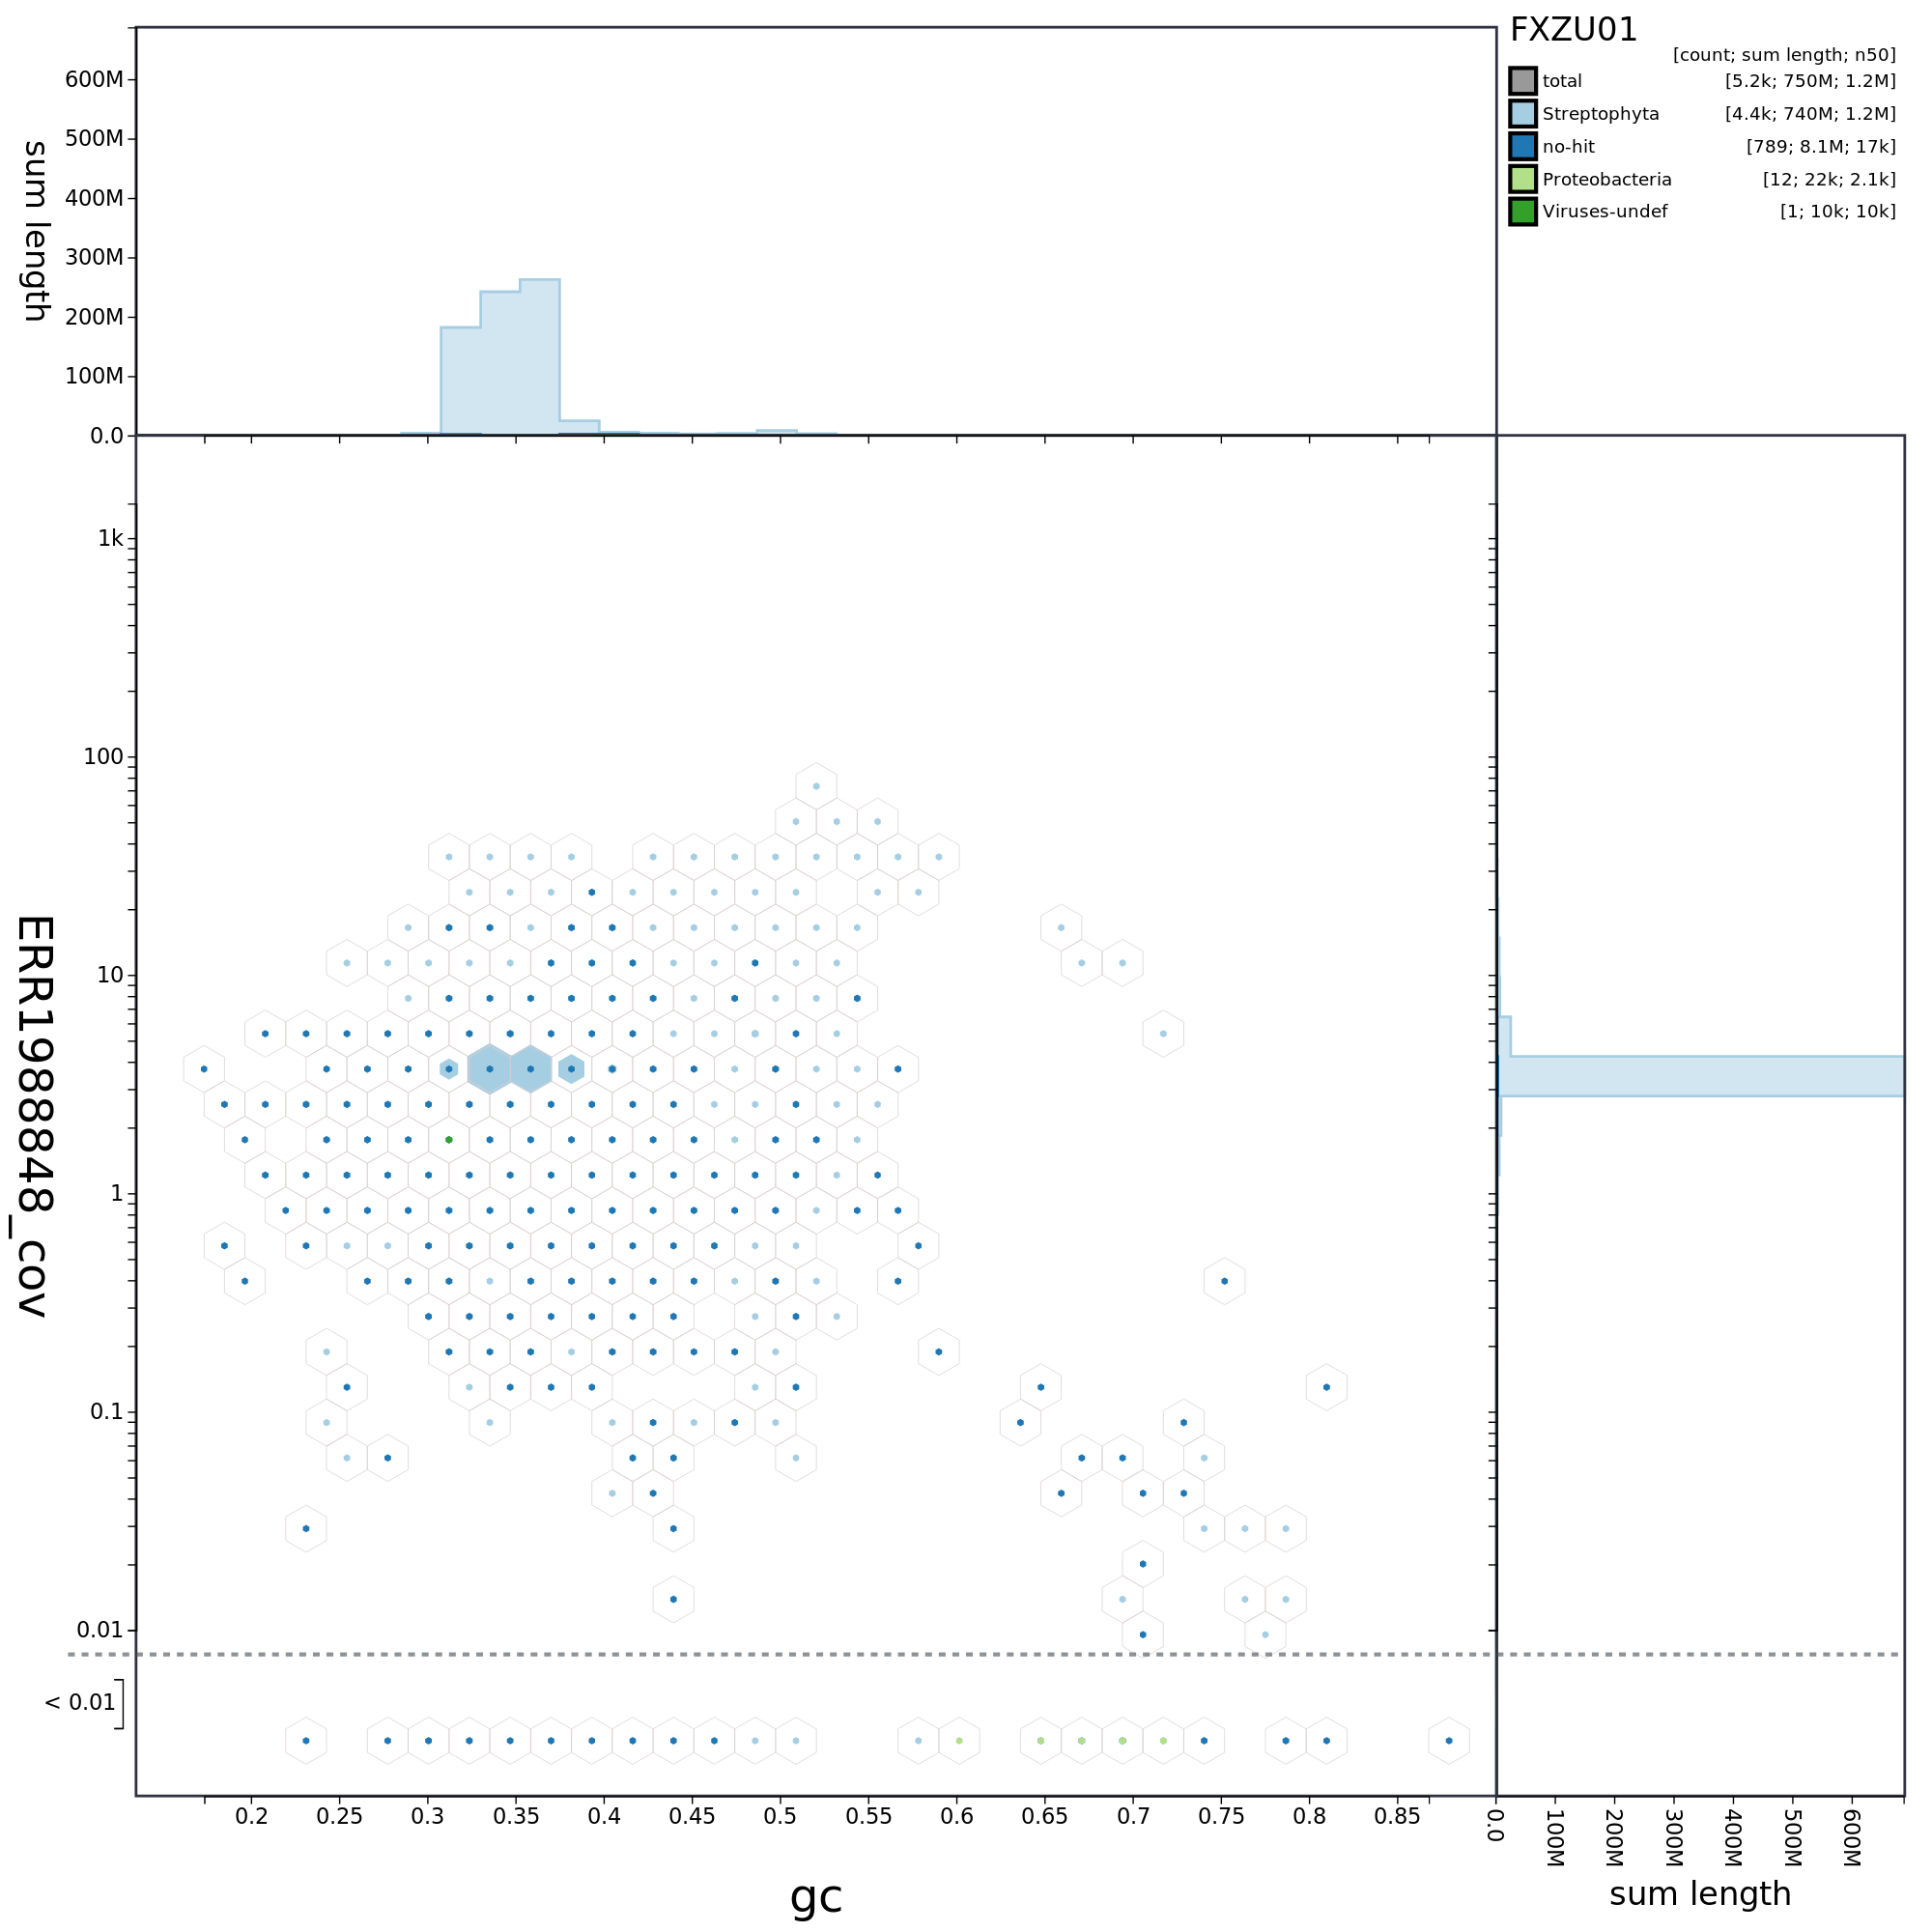 FXZU01
[count; sum length; n50]
total [5.2k; 750M; 1.2M]
Streptophyta [4.4k; 740M; 1.2M]
no-hit [789; 8.1M; 17k]
Proteobacteria [12; 22k; 2.1k]
Viruses-undef [1; 10k; 10k]
sum length
600M
500M
400M
300M
200M
100M
0.0
ERR1988848_cov
1k
100
10
1
0.1
0.01
< 0.01
0.2 0.25 0.3 0.35 0.4 0.45 0.5 0.55 0.6 0.65 0.7 0.75 0.8 0.85
gc
0.0 100M 200M 300M 400M 500M 600M
sum length